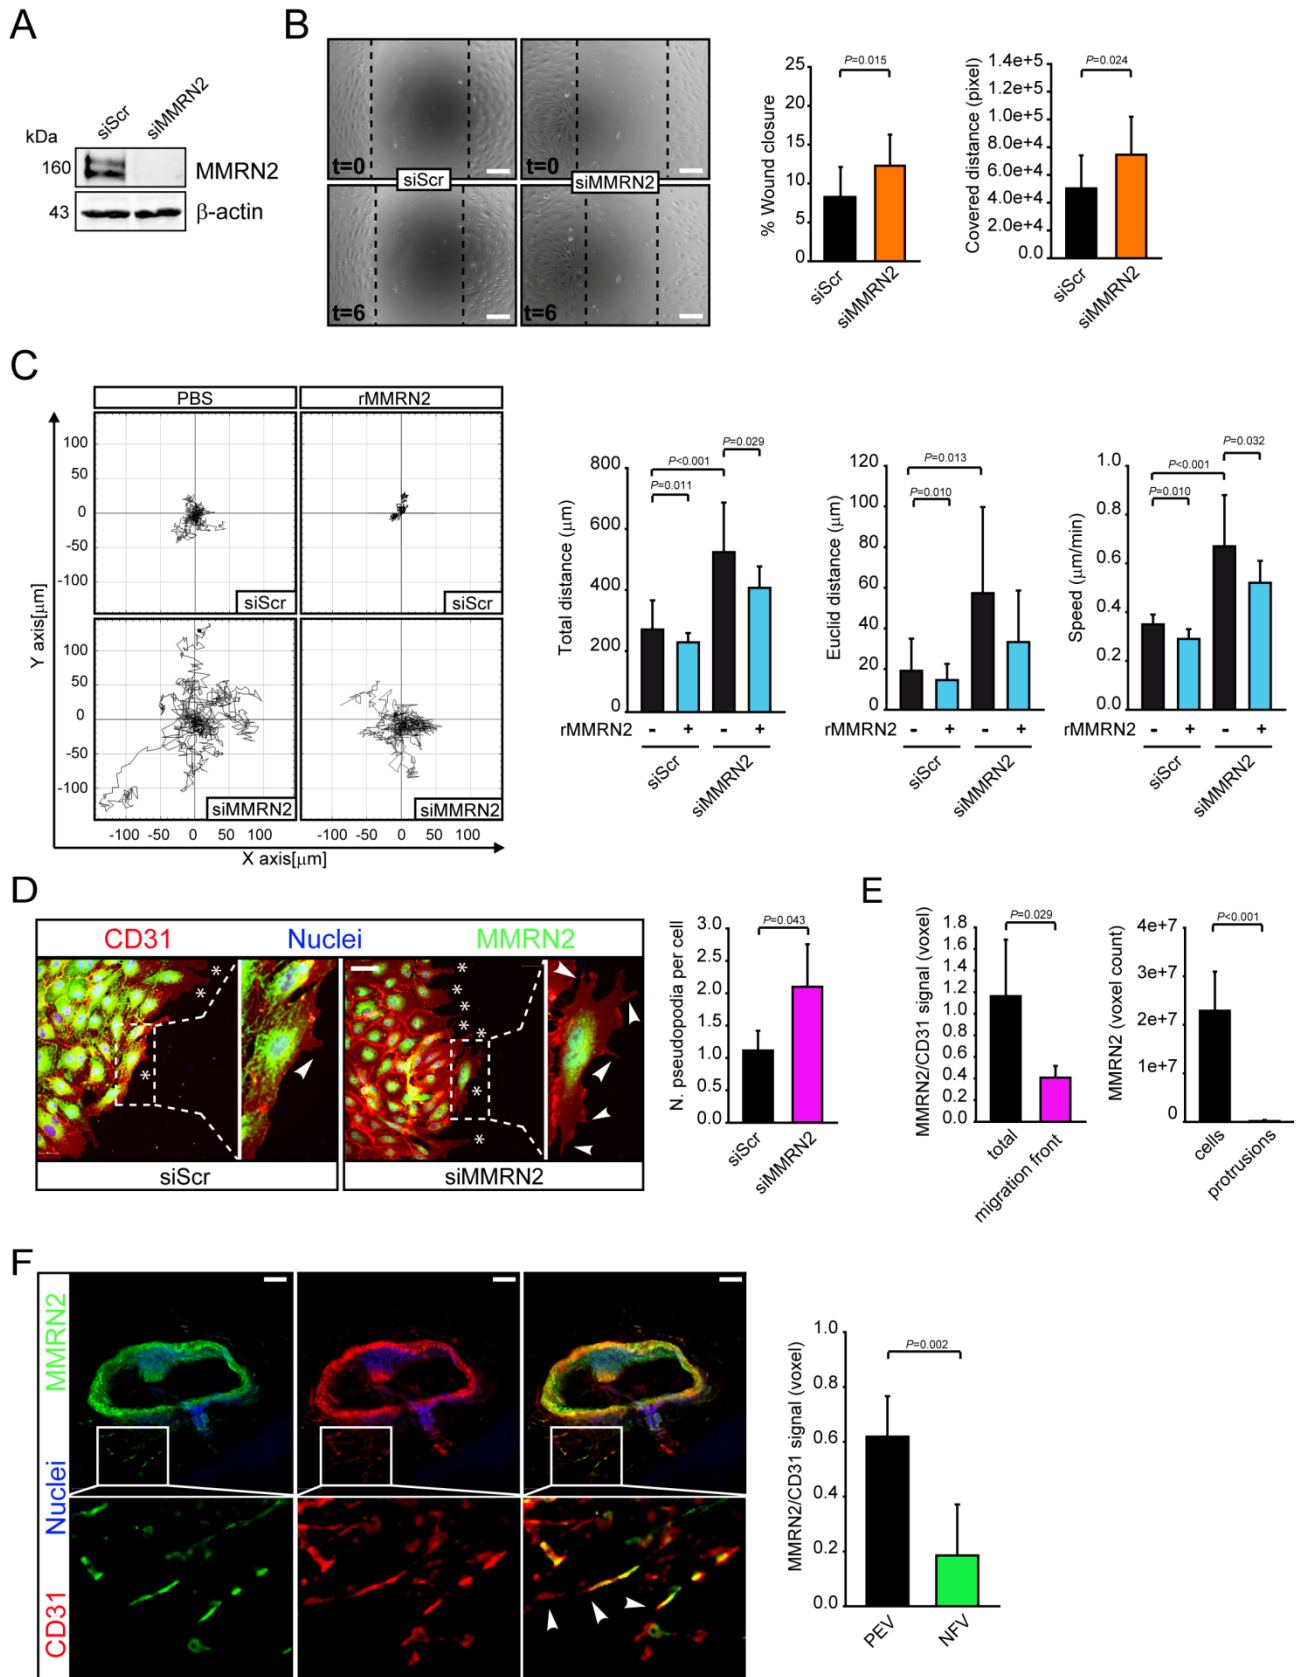 A
siScr
siMMRN2
kDa
160
MMRN2
43
β-actin
B
t=0
t=0
siScr
siMMRN2
t=6
t=6
P=0.015
% Wound closure
25
20
15
10
5
0
siScr
siMMRN2
P=0.024
Covered distance (pixel)
1.4e+5
1.2e+5
1.0e+5
8.0e+4
6.0e+4
4.0e+4
2.0e+4
0.0
siScr
siMMRN2
C
PBS
rMMRN2
Y axis[μm]
100
50
0
-50
-100
siScr
siScr
100
50
0
-50
-100
siMMRN2
siMMRN2
-100 -50 0 50 100
-100 -50 0 50 100
X axis[μm]
Total distance (μm)
800
600
400
200
0
P=0.029
P<0.001
P=0.011
rMMRN2 - + - +
siScr
siMMRN2
Euclid distance (μm)
120
100
80
60
40
20
0
P=0.013
P=0.010
rMMRN2 - + - +
siScr
siMMRN2
Speed (μm/min)
1.0
0.8
0.6
0.4
0.2
0.0
P=0.032
P<0.001
P=0.010
rMMRN2 - + - +
siScr
siMMRN2
D
CD31 Nuclei MMRN2
* * *
* * * * * * *
siScr
siMMRN2
N. pseudopodia per cell
3.0
2.5
2.0
1.5
1.0
0.5
0.0
P=0.043
siScr
siMMRN2
E
MMRN2/CD31 signal (voxel)
1.8
1.6
1.4
1.2
1.0
0.8
0.6
0.4
0.2
0.0
P=0.029
total
migration front
MMRN2 (voxel count)
4e+7
3e+7
2e+7
1e+7
0
P<0.001
cells
protrusions
F
CD31 Nuclei MMRN2
MMRN2/CD31 signal (voxel)
1.0
0.8
0.6
0.4
0.2
0.0
P=0.002
PEV
NFV